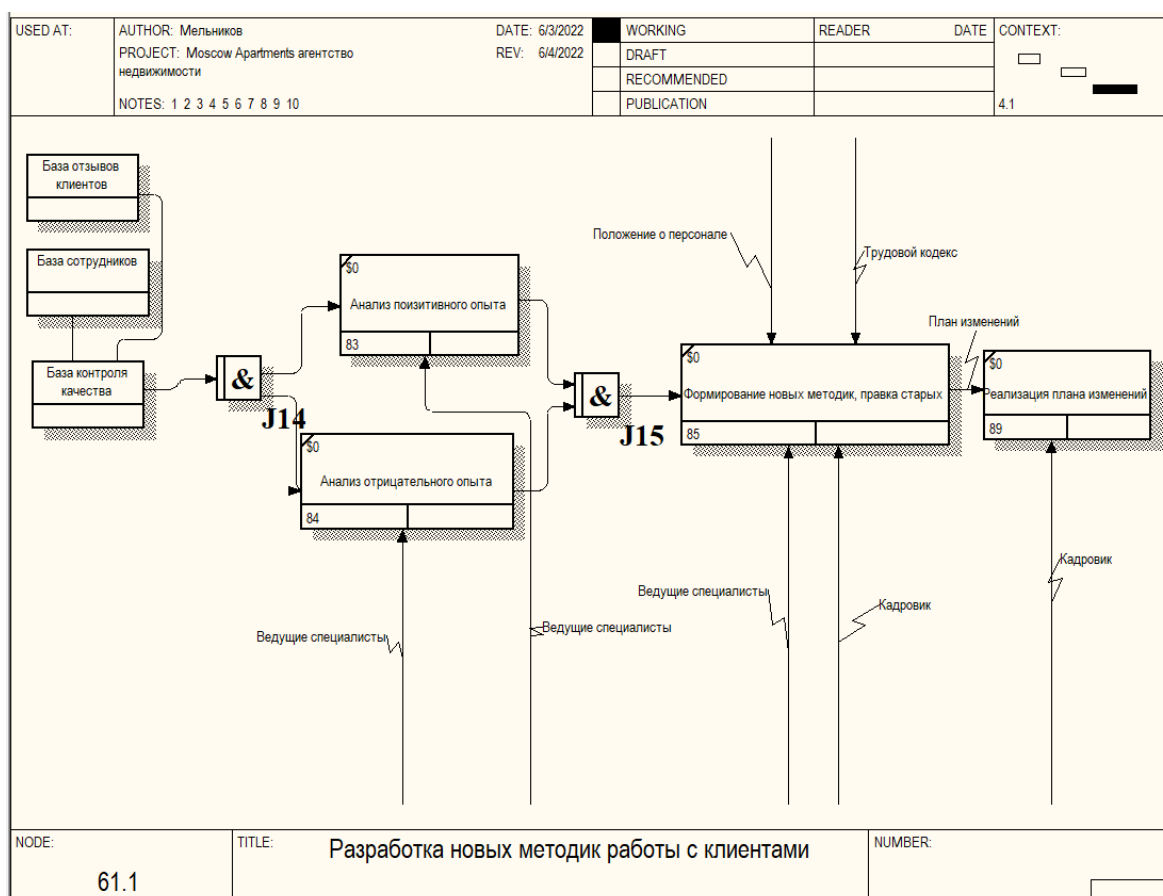 USED AT:
AUTHOR: Мельников
DATE: 6/3/2022
PROJECT: Moscow Apartments агентство
недвижимости
REV: 6/4/2022
NOTES: 1 2 3 4 5 6 7 8 9 10
WORKING
DRAFT
RECOMMENDED
PUBLICATION
READER
DATE
CONTEXT:
4.1
База отзывов
клиентов
База сотрудников
База контроля
качества
&
J14
$0
Анализ поизитивного опыта
83
$0
Анализ отрицательного опыта
84
&
J15
Положение о персонале
Трудовой кодекс
$0
Формирование новых методик, правка старых
85
План изменений
$0
Реализация плана изменений
89
Ведущие специалисты
Ведущие специалисты
Ведущие специалисты
Кадровик
Кадровик
NODE:
61.1
TITLE:
Разработка новых методик работы с клиентами
NUMBER: